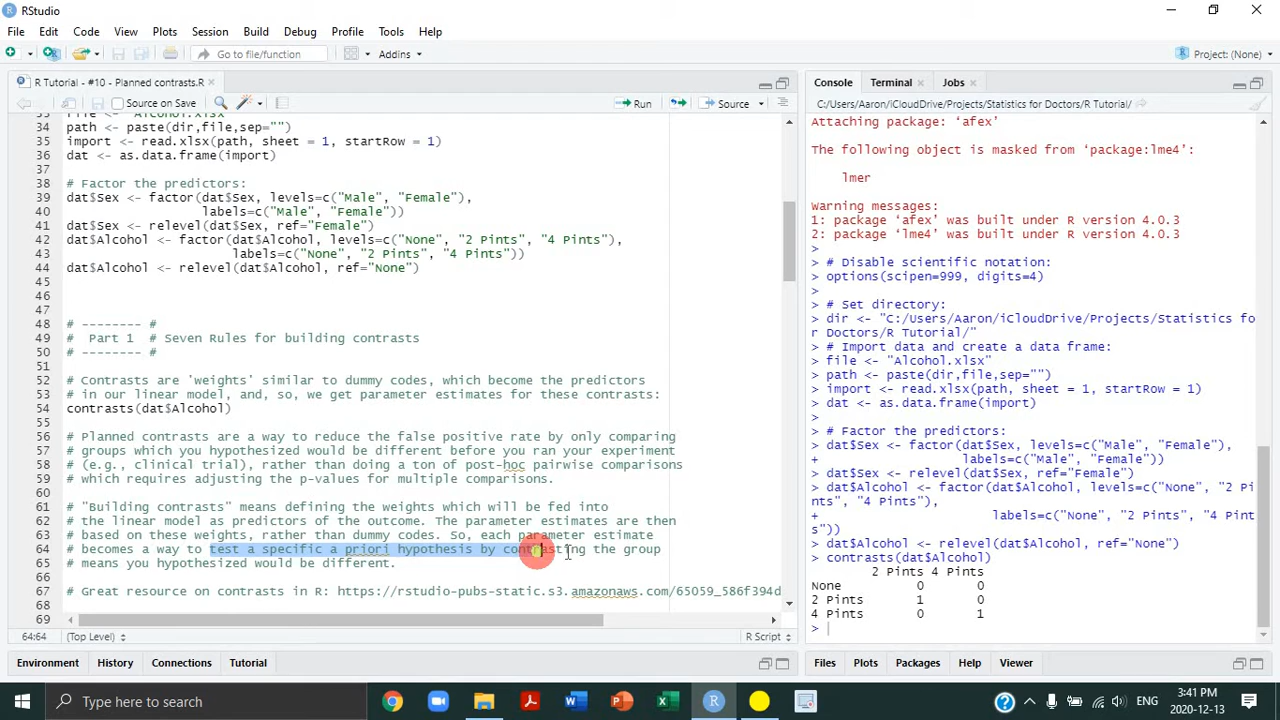 RStudio
File Edit Code View Plots Session Build Debug Profile Tools Help
Go to file/function
Addins
Project: (None)
R Tutorial - #10 - Planned contrasts.R
Source on Save
Run
Source
34 path <- paste(dir,file,sep="")
35 import <- read.xlsx(path, sheet = 1, startRow = 1)
36 dat <- as.data.frame(import)
37
38 # Factor the predictors:
39 dat$Sex <- factor(dat$Sex, levels=c("Male", "Female"),
40 labels=c("Male", "Female"))
41 dat$Sex <- relevel(dat$Sex, ref="Female")
42 dat$Alcohol <- factor(dat$Alcohol, levels=c("None", "2 Pints", "4 Pints"),
43 labels=c("None", "2 Pints", "4 Pints"))
44 dat$Alcohol <- relevel(dat$Alcohol, ref="None")
45
46
47
48 # -------- #
49 # Part 1 # Seven Rules for building contrasts
50 # -------- #
51
52 # Contrasts are 'weights' similar to dummy codes, which become the predictors
53 # in our linear model, and, so, we get parameter estimates for these contrasts:
54 contrasts(dat$Alcohol)
55
56 # Planned contrasts are a way to reduce the false positive rate by only comparing
57 # groups which you hypothesized would be different before you ran your experiment
58 # (e.g., clinical trial), rather than doing a ton of post-hoc pairwise comparisons
59 # which requires adjusting the p-valuer for multiple comparisons.
60
61 # "Building ontrasts" means defining the weights which will be fed into
62 # the linear model as predictors of the outcome. The parameter estimates are then
63 # based on these weights, rather than dummy codes. So, each parameter estimate
64 # becomes a way to test a specific a priori hypothesis by contrasting the group
65 # means you hypothesized would be different.
66
67 # Great resource on contrasts in R: https://rstudio-pubs-static.s3.amazonaws.com/65059_586f394d
68
69
64:64 (Top Level) R Script
Environment History Connections Tutorial
Console Terminal Jobs
C:/Users/Aaron/iCloudDrive/Projects/Statistics for Doctors/R Tutorial/
Attaching package: ‘afex’
The following object is masked from ‘package:lme4’:
lmer
Warning messages:
1: package ‘afex’ was built under R version 4.0.3
2: package ‘lme4’ was built under R version 4.0.3
>
> # Disable scientific notation:
> options(scipen=999, digits=4)
>
> # Set directory:
> dir <- "C:/Users/Aaron/iCloudDrive/Projects/Statistics fo
r Doctors/R Tutorial/"
> # Import data and create a data frame:
> file <- "Alcohol.xlsx"
> path <- paste(dir,file,sep="")
> import <- read.xlsx(path, sheet = 1, startRow = 1)
> dat <- as.data.frame(import)
>
> # Factor the predictors:
> dat$Sex <- factor(dat$Sex, levels=c("Male", "Female"),
+ labels=c("Male", "Female"))
> dat$Sex <- relevel(dat$Sex, ref="Female")
> dat$Alcohol <- factor(dat$Alcohol, levels=c("None", "2 Pi
nts", "4 Pints"),
+ labels=c("None", "2 Pints", "4 Pi
nts"))
> dat$Alcohol <- relevel(dat$Alcohol, ref="None")
> contrasts(dat$Alcohol)
2 Pints 4 Pints
None 0 0
2 Pints 1 0
4 Pints 0 1
>
Files Plots Packages Help Viewer
Type here to search
ENG
3:41 PM
2020-12-13